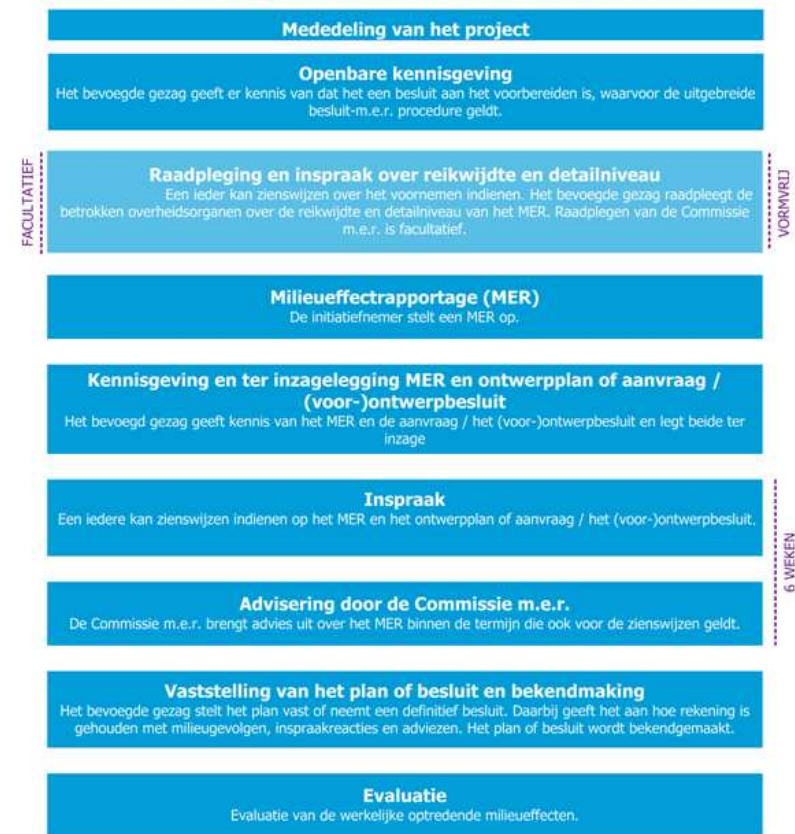 Mededeling van het project
Openbare kennisgeving
Het bevoegde gezag geeft er kennis van dat het een besluit aan het voorbereiden is, waarvoor de uitgebreide
besluit-m.e.r. procedure geldt.
FACULTATIEF
Raadpleging en inspraak over reikwijdte en detailniveau
Een ieder kan zienswijzen over het voornemen indienen. Het bevoegde gezag raadpleegt de
betrokken overheidsorganen over de reikwijdte en detailniveau van het MER. Raadplegen van de Commissie
m.e.r. is facultatief.
VORMVRIJ
Milieueffectrapportage (MER)
De initiatiefnemer stelt een MER op.
Kennisgeving en ter inzagelegging MER en ontwerpplan of aanvraag /
(voor-)ontwerpbesluit
Het bevoegd gezag geeft kennis van het MER en de aanvraag / het (voor-)ontwerpbesluit en legt beide ter
inzage
Inspraak
Een iedere kan zienswijzen indienen op het MER en het ontwerpplan of aanvraag / het (voor-)ontwerpbesluit.
6 WEKEN
Advisering door de Commissie m.e.r.
De Commissie m.e.r. brengt advies uit over het MER binnen de termijn die ook voor de zienswijzen geldt.
Vaststelling van het plan of besluit en bekendmaking
Het bevoegde gezag stelt het plan vast of neemt een definitief besluit. Daarbij geeft het aan hoe rekening is
gehouden met milieugevolgen, inspraakreacties en adviezen. Het plan of besluit wordt bekendgemaakt.
Evaluatie
Evaluatie van de werkelijke optredende milieueffecten.